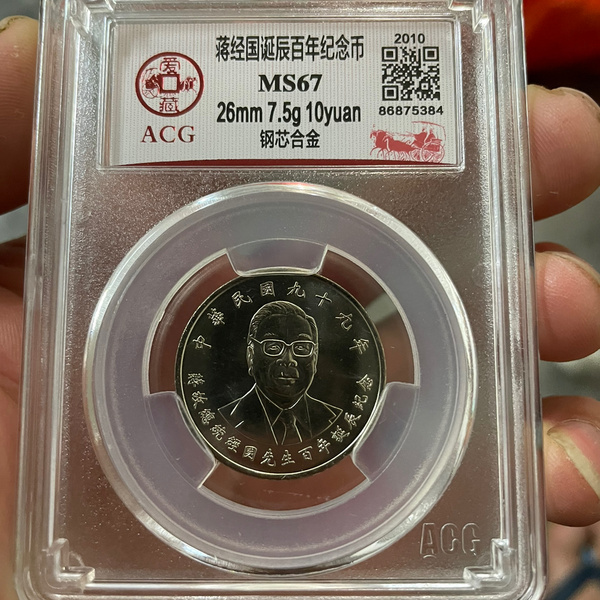 爱藏
ACG
蒋经国诞辰百年纪念币
MS67
26mm 7.5g 10yuan
钢芯合金
2010
86875384
中華民國九十九年
蔣故總統經國先生百年誕辰紀念
ACG